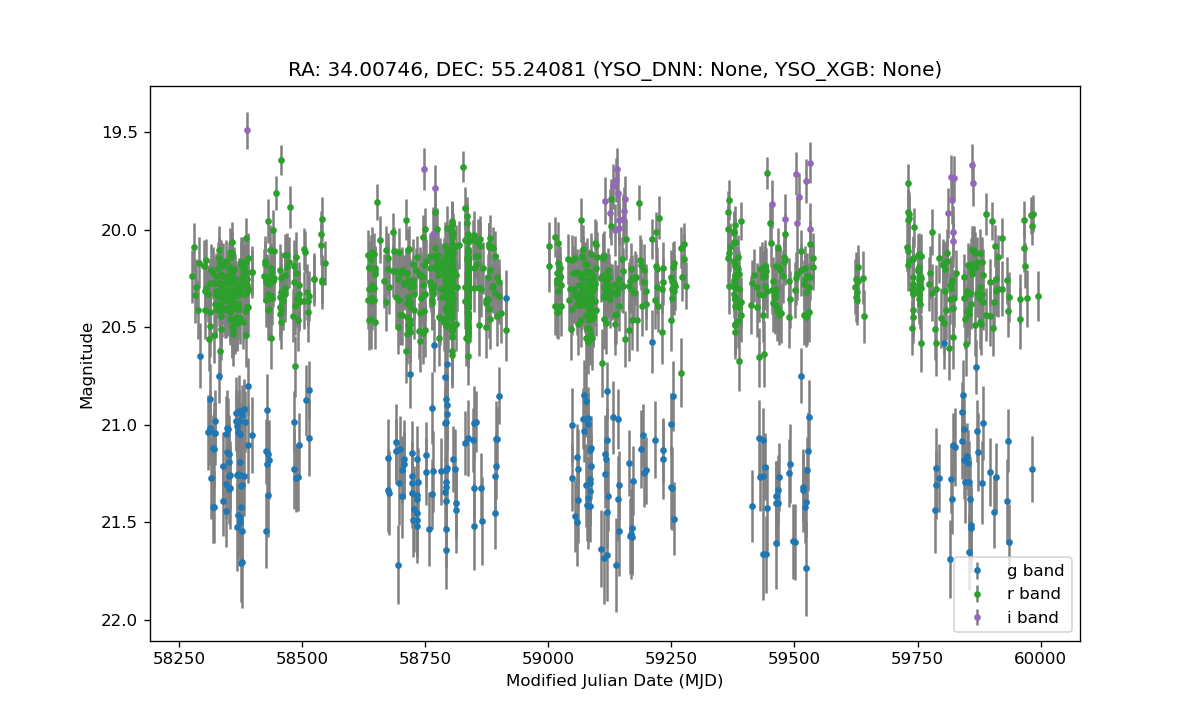 RA: 34.00746, DEC: 55.24081 (YSO_DNN: None, YSO_XGB: None)
Magnitude
19.5
20.0
20.5
21.0
21.5
22.0
g band
r band
i band
58250 58500 58750 59000 59250 59500 59750 60000
Modified Julian Date (MJD)